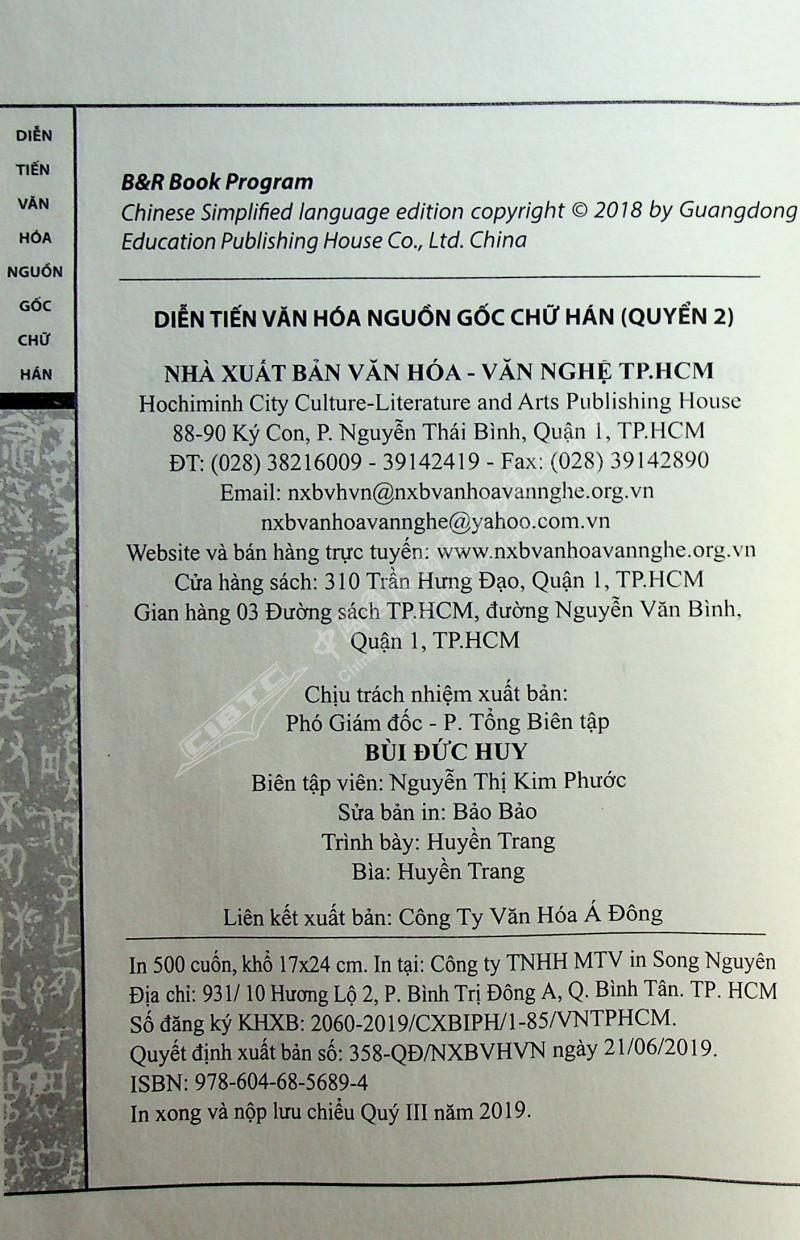 DIỄN
TIẾN
VĂN
HÓA
NGUỒN
GỐC
CHỮ
HÁN
B&R Book Program
Chinese Simplified language edition copyright © 2018 by Guangdong
Education Publishing House Co., Ltd. China
DIỄN TIẾN VĂN HÓA NGUỒN GỐC CHỮ HÁN (QUYỂN 2)
NHÀ XUẤT BẢN VĂN HÓA - VĂN NGHỆ TP.HCM
Hochiminh City Culture-Literature and Arts Publishing House
88-90 Ký Con, P. Nguyễn Thái Bình, Quận 1, TP.HCM
ĐT: (028) 38216009 - 39142419 - Fax: (028) 39142890
Email: nxbvhvn@nxbvanhoavannghe.org.vn
nxbvanhoavannghe@yahoo.com.vn
Website và bán hàng trực tuyến: www.nxbvanhoavannghe.org.vn
Cửa hàng sách: 310 Trần Hưng Đạo, Quận 1, TP.HCM
Gian hàng 03 Đường sách TP.HCM, đường Nguyễn Văn Bình,
Quận 1, TP.HCM
CIBTC
Chịu trách nhiệm xuất bản:
Phó Giám đốc - P. Tổng Biên tập
BÙI ĐỨC HUY
Biên tập viên: Nguyễn Thị Kim Phước
Sửa bản in: Bảo Bảo
Trình bày: Huyền Trang
Bìa: Huyền Trang
Liên kết xuất bản: Công Ty Văn Hóa Á Đông
In 500 cuốn, khổ 17x24 cm. In tại: Công ty TNHH MTV in Song Nguyên
Địa chỉ: 931/ 10 Hương Lộ 2, P. Bình Trị Đông A, Q. Bình Tân. TP. HCM
Số đăng ký KHXB: 2060-2019/CXBIPH/1-85/VNTPHCM.
Quyết định xuất bản số: 358-QĐ/NXBVHVN ngày 21/06/2019.
ISBN: 978-604-68-5689-4
In xong và nộp lưu chiểu Quý III năm 2019.